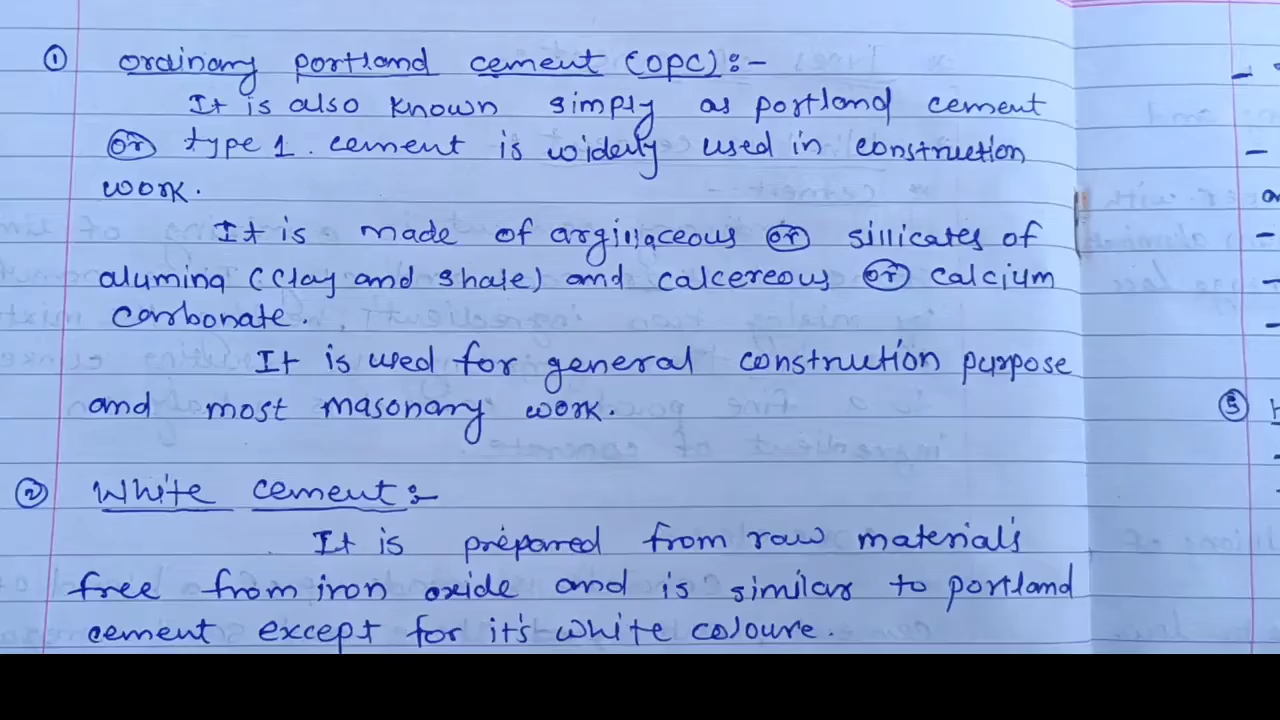 ① ordinary portland cement (OPC):-
It is also known simply as portland cement
or type 1. cement is widerly used in construction
work.
It is made of argillaceous or sillicates of
alumina (clay and shale) and calcereous or calcium
carbonate.
It is used for general construction purpose
and most masonary work.
② White cement:-
It is prepared from raw materials
free from iron oxide and is similar to portland
cement except for it's white coloure.
③